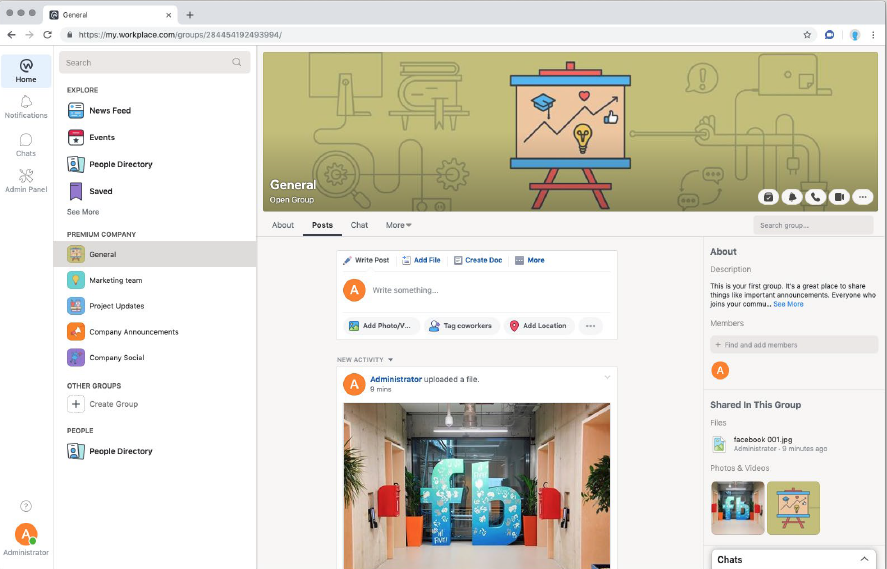 General
https://my.workplace.com/groups/284454192493994/
Home
Notifications
Chats
Admin Panel
Administrator
Search
EXPLORE
News Feed
Events
People Directory
Saved
See More
PREMIUM COMPANY
General
Marketing team
Project Updates
Company Announcements
Company Social
OTHER GROUPS
Create Group
PEOPLE
People Directory
General
Open Group
About Posts Chat More
Search group...
Write Post Add File Create Doc More
A Write something...
Add Photo/V... Tag coworkers Add Location
NEW ACTIVITY
A Administrator uploaded a file.
9 mins
fb
About
Description
This is your first group. It's a great place to share
things like important announcements. Everyone who
joins your commu... See More
Members
+ Find and add members
A
Shared In This Group
Files
facebook 001.jpg
Administrator · 9 minutes ago
Photos & Videos
fb
Chats